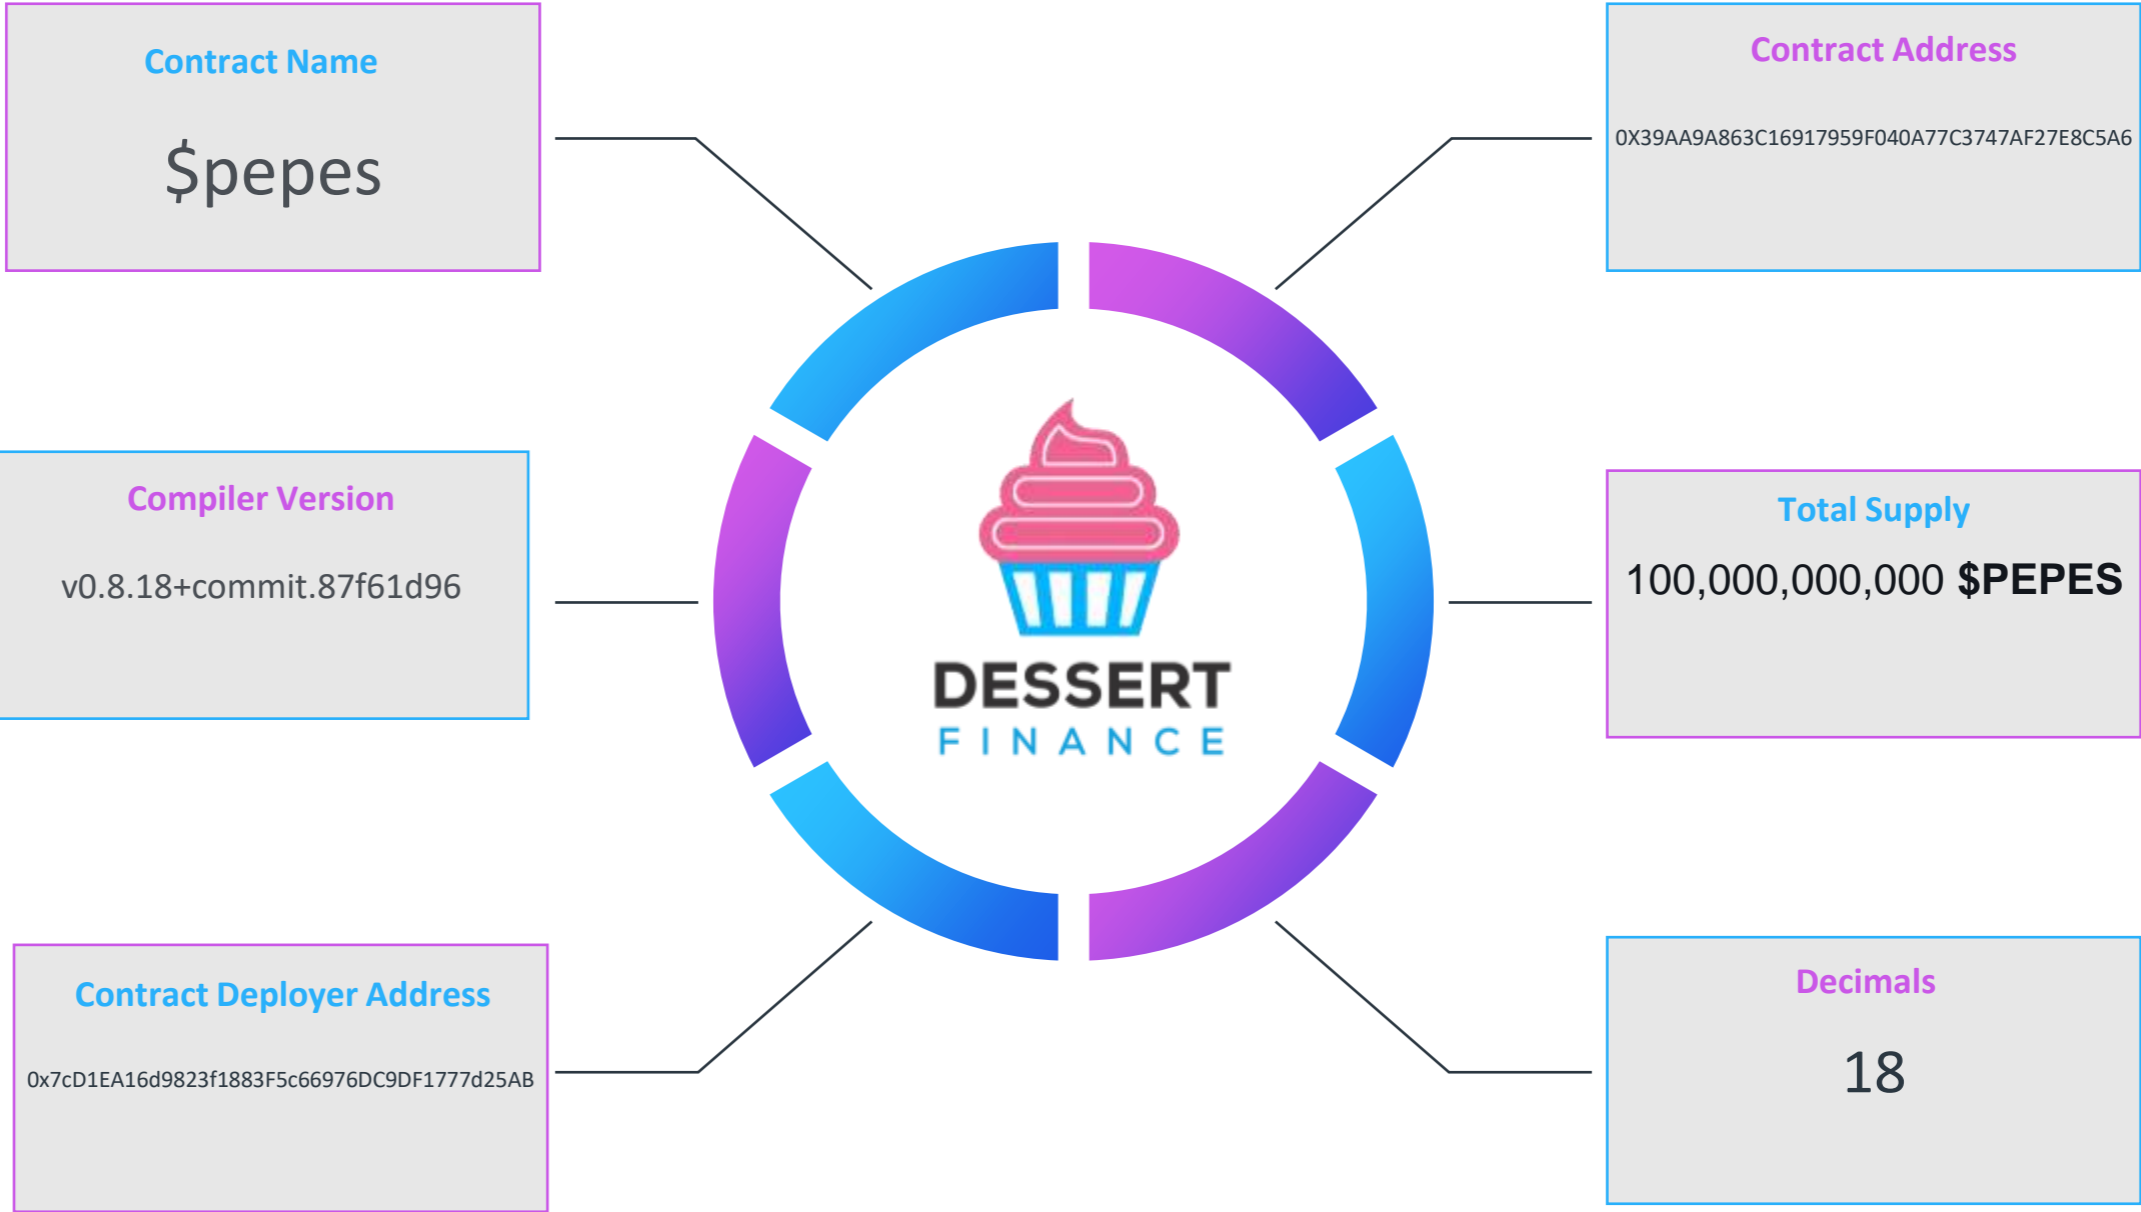 Contract Name
$pepes
Contract Address
0X39AA9A863C16917959F040A77C3747AF27E8C5A6
Compiler Version
v0.8.18+commit.87f61d96
Total Supply
100,000,000,000 $PEPES
DESSERT
FINANCE
Contract Deployer Address
0x7cD1EA16d9823f1883F5c66976DC9DF1777d25AB
Decimals
18